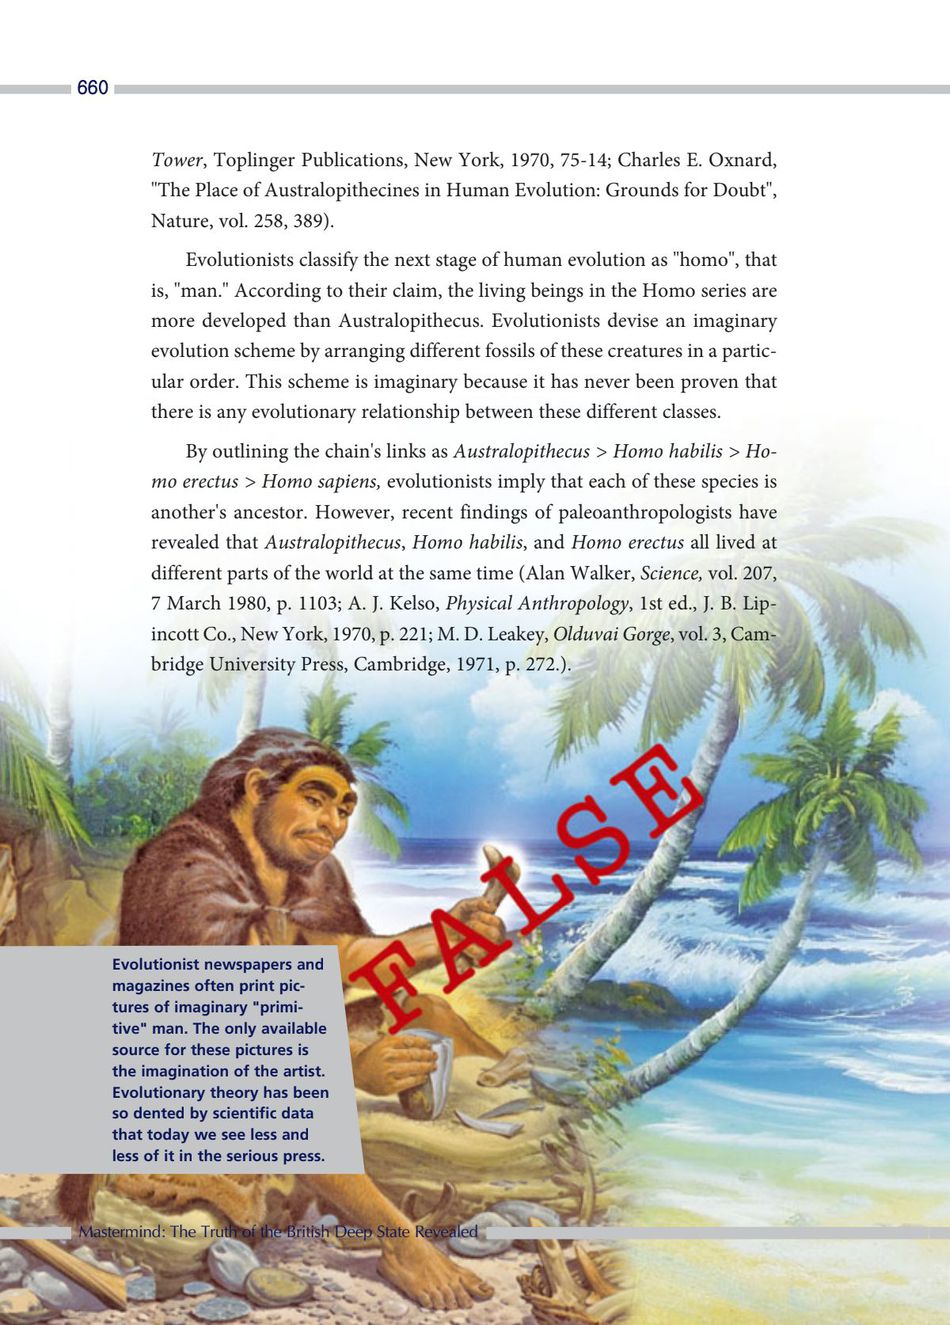 660
Tower, Toplinger Publications, New York, 1970, 75-14; Charles E. Oxnard,
"The Place of Australopithecines in Human Evolution: Grounds for Doubt",
Nature, vol. 258, 389).
Evolutionists classify the next stage of human evolution as "homo", that
is, "man." According to their claim, the living beings in the Homo series are
more developed than Australopithecus. Evolutionists devise an imaginary
evolution scheme by arranging different fossils of these creatures in a partic-
ular order. This scheme is imaginary because it has never been proven that
there is any evolutionary relationship between these different classes.
By outlining the chain's links as Australopithecus > Homo habilis > Ho-
mo erectus > Homo sapiens, evolutionists imply that each of these species is
another's ancestor. However, recent findings of paleoanthropologists have
revealed that Australopithecus, Homo habilis, and Homo erectus all lived at
different parts of the world at the same time (Alan Walker, Science, vol. 207,
7 March 1980, p. 1103; A. J. Kelso, Physical Anthropology, 1st ed., J. B. Lip-
incott Co., New York, 1970, p. 221; M. D. Leakey, Olduvai Gorge, vol. 3, Cam-
bridge University Press, Cambridge, 1971, p. 272.).
FALSE
Evolutionist newspapers and
magazines often print pic-
tures of imaginary "primi-
tive" man. The only available
source for these pictures is
the imagination of the artist.
Evolutionary theory has been
so dented by scientific data
that today we see less and
less of it in the serious press.
Mastermind: The Truth of the British Deep State Revealed